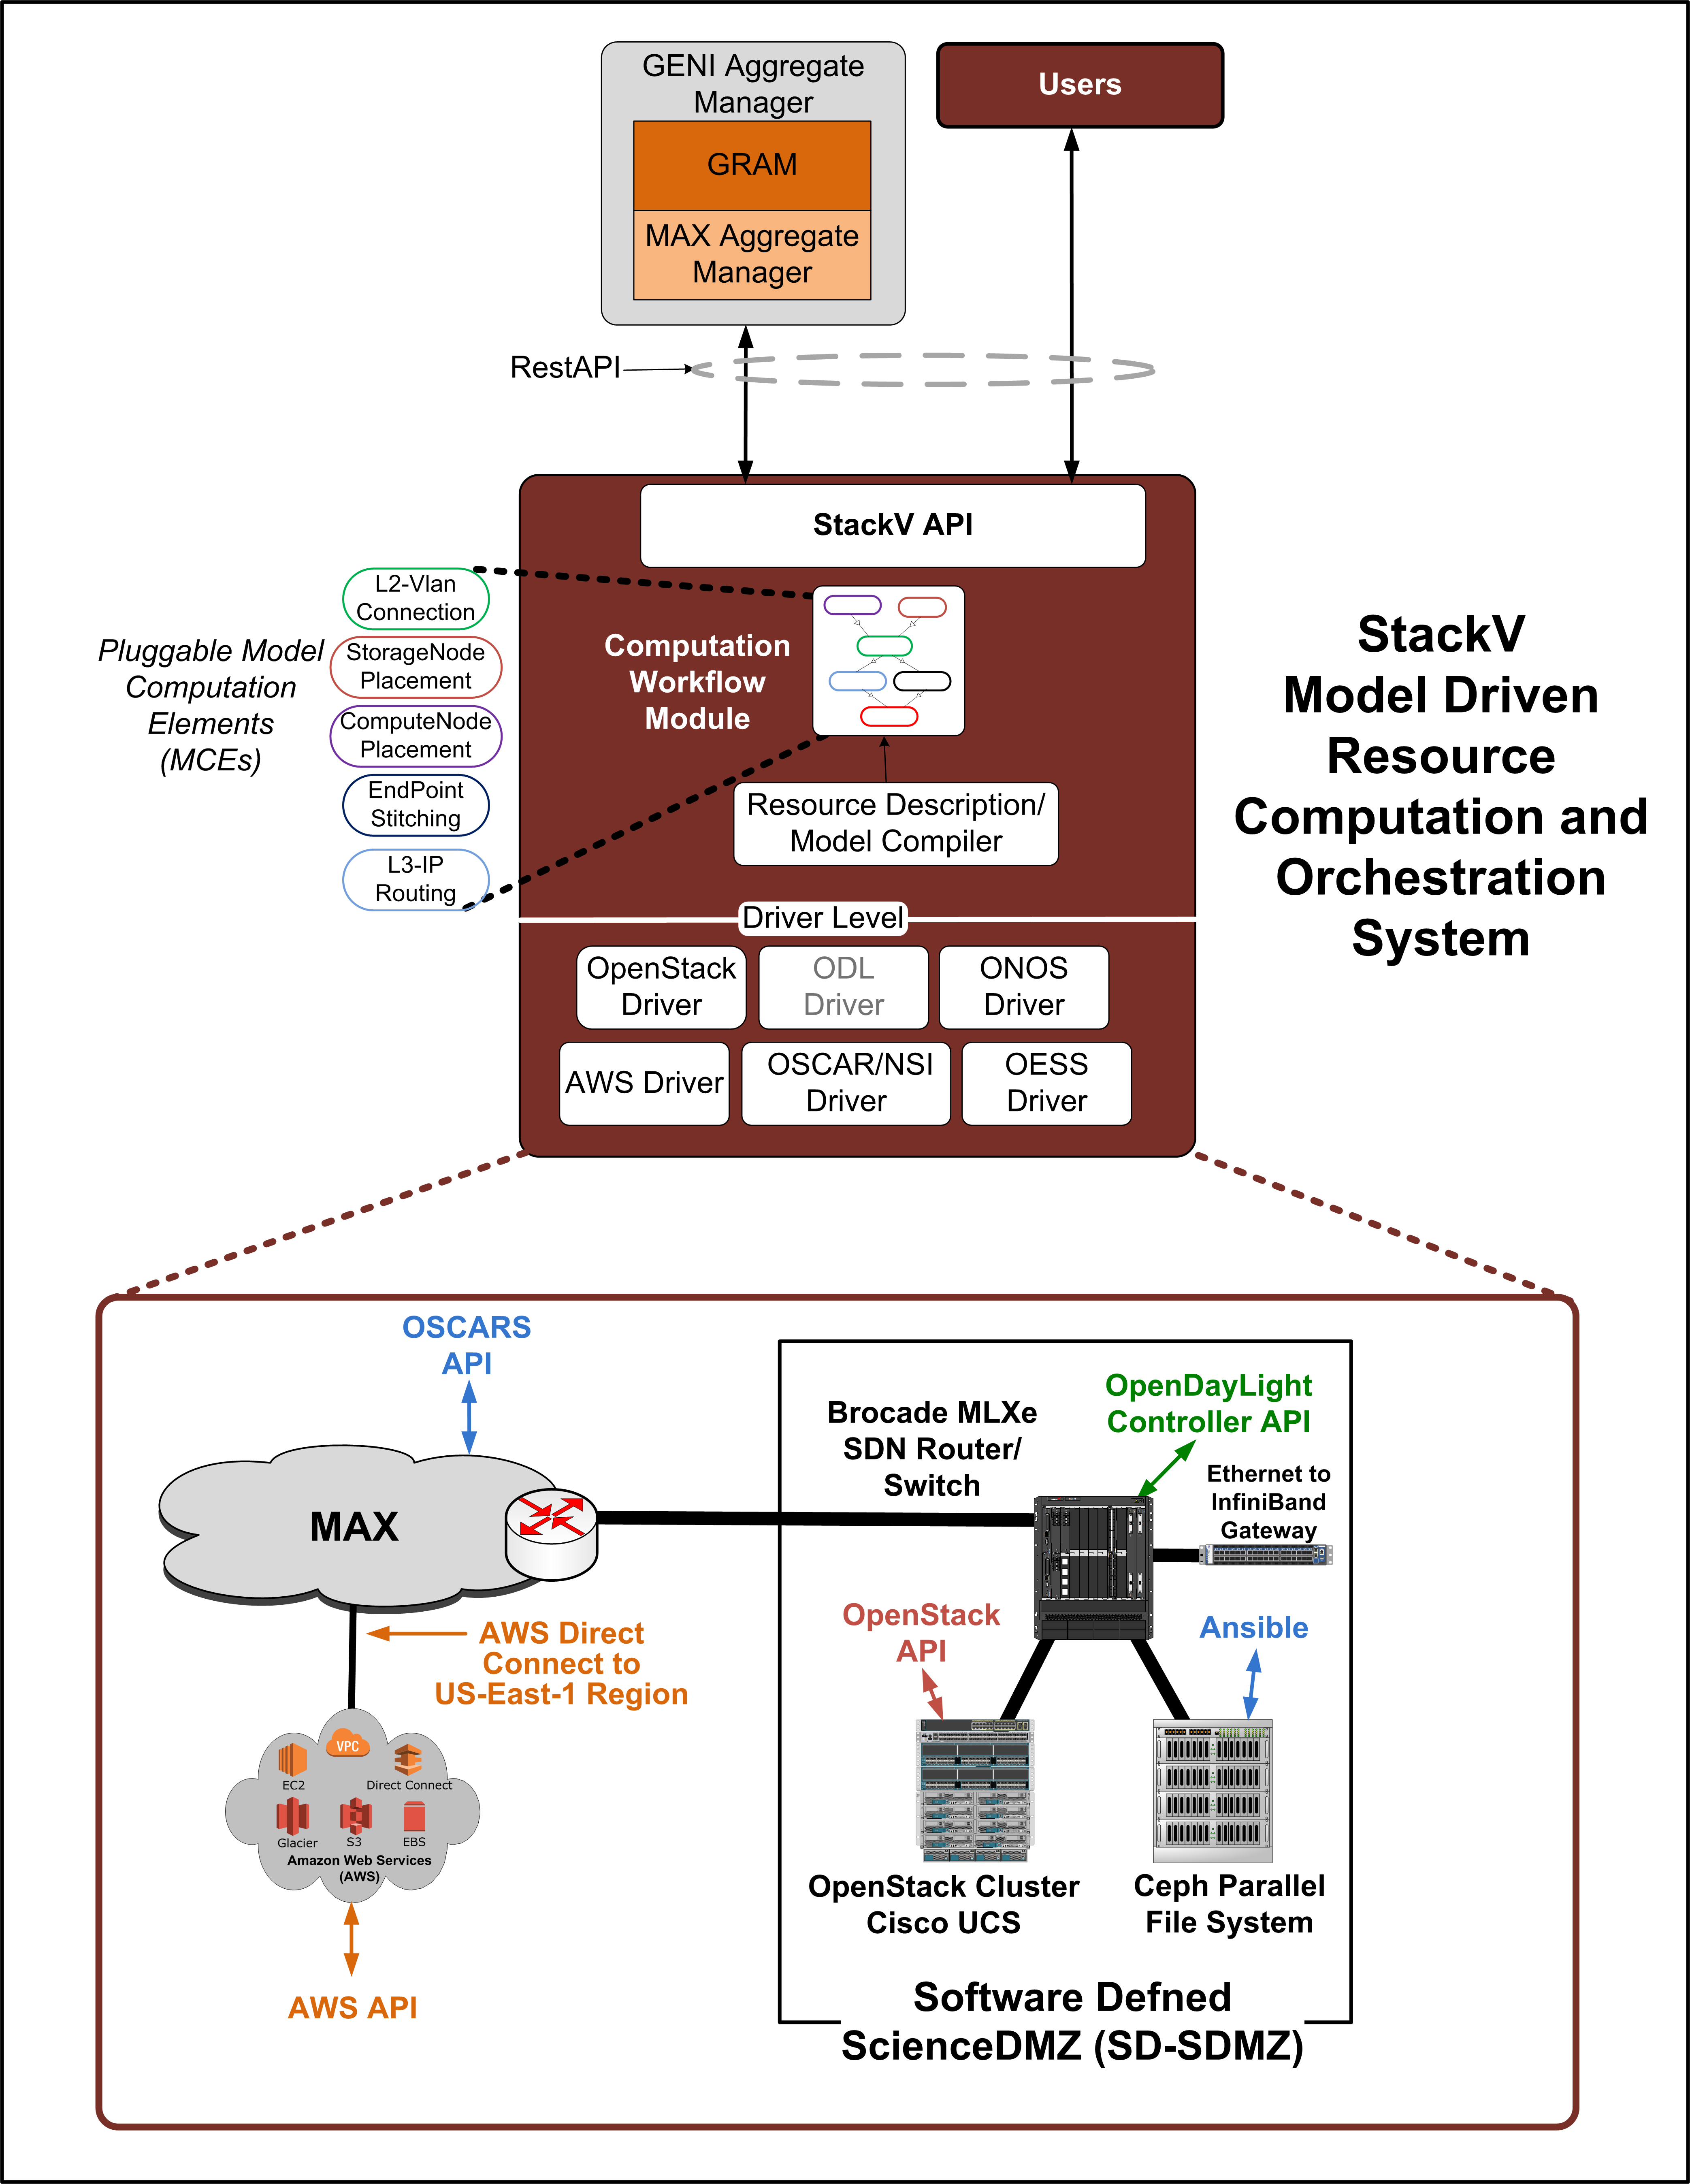 GENI Aggregate
Manager
GRAM
MAX Aggregate
Manager
Users
RestAPI
StackV API
L2-Vlan
Connection
StorageNode
Placement
ComputeNode
Placement
EndPoint
Stitching
L3-IP
Routing
Pluggable Model
Computation
Elements
(MCEs)
Computation
Workflow
Module
Resource Description/
Model Compiler
StackV
Model Driven
Resource
Computation and
Orchestration
System
Driver Level
OpenStack
Driver
ODL
Driver
ONOS
Driver
AWS Driver
OSCAR/NSI
Driver
OESS
Driver
OSCARS
API
MAX
AWS Direct
Connect to
US-East-1 Region
VPC
EC2
Direct Connect
Glacier
S3
EBS
Amazon Web Services
(AWS)
AWS API
Brocade MLXe
SDN Router/
Switch
OpenDayLight
Controller API
Ethernet to
InfiniBand
Gateway
OpenStack
API
Ansible
OpenStack Cluster
Cisco UCS
Ceph Parallel
File System
Software Defned
ScienceDMZ (SD-SDMZ)